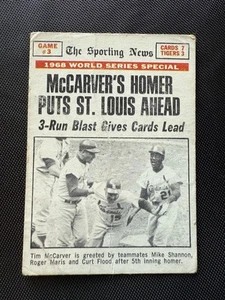 GAME
#3
The Sporting News
CARDS 7
TIGERS 3
1968 WORLD SERIES SPECIAL
McCARVER'S HOMER
PUTS ST. LOUIS AHEAD
3-Run Blast Gives Cards Lead
15
21
Tim McCarver is greeted by teammates Mike Shannon,
Roger Maris and Curt Flood after 5th inning homer.